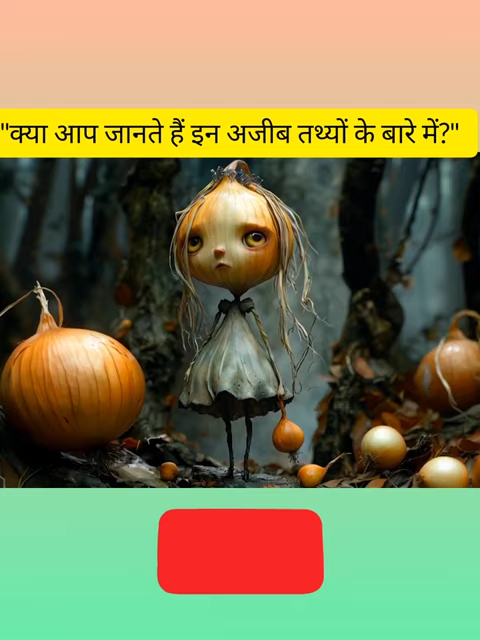 "क्या आप जानते हैं इन अजीब तथ्यों के बारे में?"